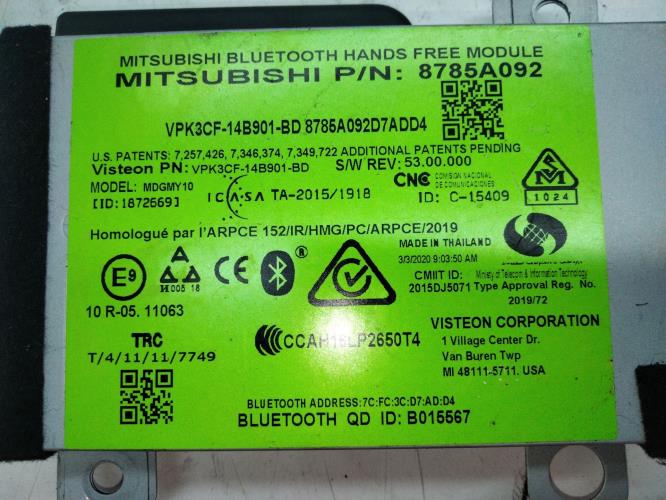 MITSUBISHI BLUETOOTH HANDS FREE MODULE
MITSUBISHI P/N: 8785A092
VPK3CF-14B901-BD 8785A092D7ADD4
U.S. PATENTS: 7,257,426, 7,346,374, 7,349,722 ADDITIONAL PATENTS PENDING
Visteon PN: VPK3CF-14B901-BD
S/W REV: 53.00.000
MODEL: MDGMY10
[ID:1872669]
ICASA TA-2015/1918
CNC COMISION NACIONAL DE COMUNICACIONES
ID: C-15409
1024
Homologué par l'ARPCE 152/IR/HMG/PC/ARPCE/2019
MADE IN THAILAND
3/3/2020 9:03:50 AM
E9
005 18
3/3 CE ®
CMIIT ID:
2015DJ5071
Ministry of Telecom & Information Technology
Type Approval Reg. No.
2019/72
10 R-05. 11063
TRC
T/4/11/11/7749
CCAH15LP2650T4
VISTEON CORPORATION
1 Village Center Dr.
Van Buren Twp
MI 48111-5711. USA
BLUETOOTH ADDRESS:7C:FC:3C:D7:AD:D4
BLUETOOTH QD ID: B015567